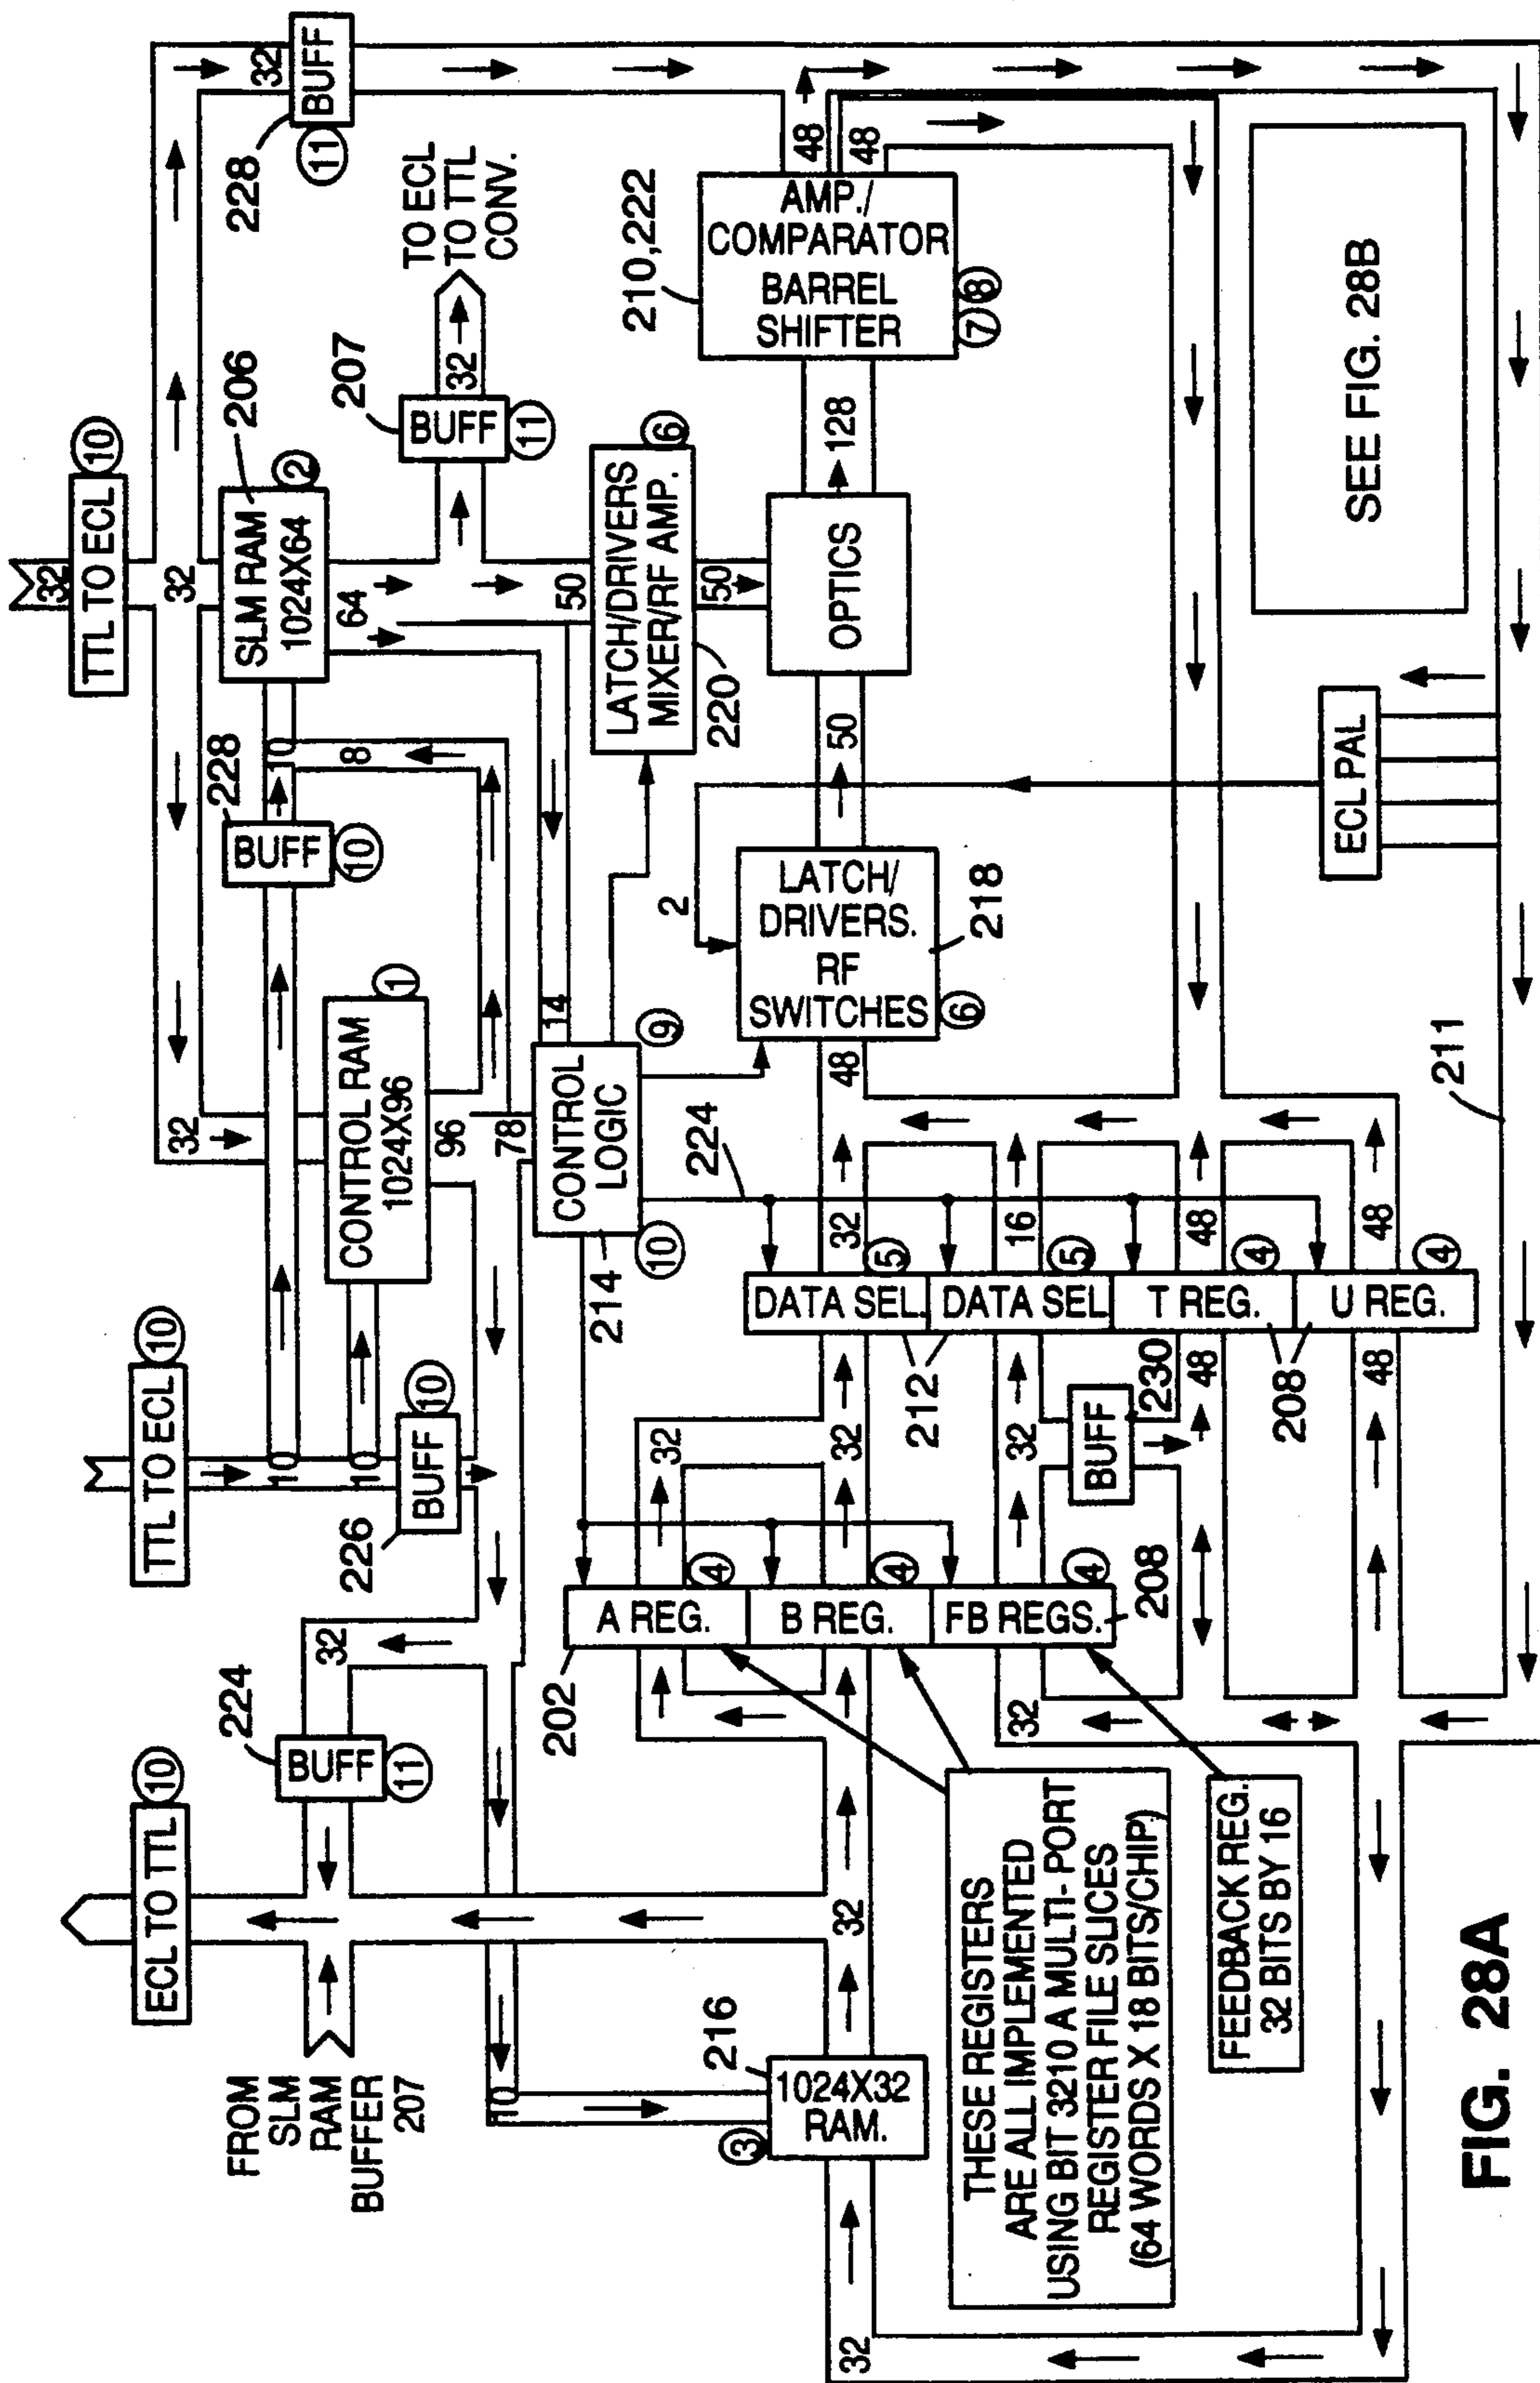 FROM
SLM
RAM
BUFFER
207
ECL TO TTL
10
224
BUFF
11
32
TTL TO ECL
10
10
10
226
BUFF
10
TTL TO ECL
10
32
32
32
32
228
BUFF
10
10
8
SLM RAM
1024X64
2
206
64
228
BUFF
11
32
CONTROL RAM
1024X96
1
96
78
14
207
BUFF
11
32
TO ECL
TO TTL
CONV.
50
LATCH/DRIVERS
MIXER/RF AMP.
6
220
50
CONTROL
LOGIC
9
10
214
224
10
216
1024X32
RAM.
3
32
32
202
A REG.
4
B REG.
4
FB REGS.
4
208
32
32
32
32
212
DATA SEL.
5
DATA SEL
5
T REG.
4
U REG.
4
208
BUFF
230
48
48
32
16
48
48
48
2
LATCH/
DRIVERS.
RF
SWITCHES
6
218
50
OPTICS
128
210,222
AMP./
COMPARATOR
BARREL
SHIFTER
7
8
48
48
THESE REGISTERS
ARE ALL IMPLEMENTED
USING BIT 3210 A MULTI-PORT
REGISTER FILE SLICES
(64 WORDS X 18 BITS/CHIP)
FEEDBACK REG.
32 BITS BY 16
ECL PAL
211
SEE FIG. 28B
FIG. 28A